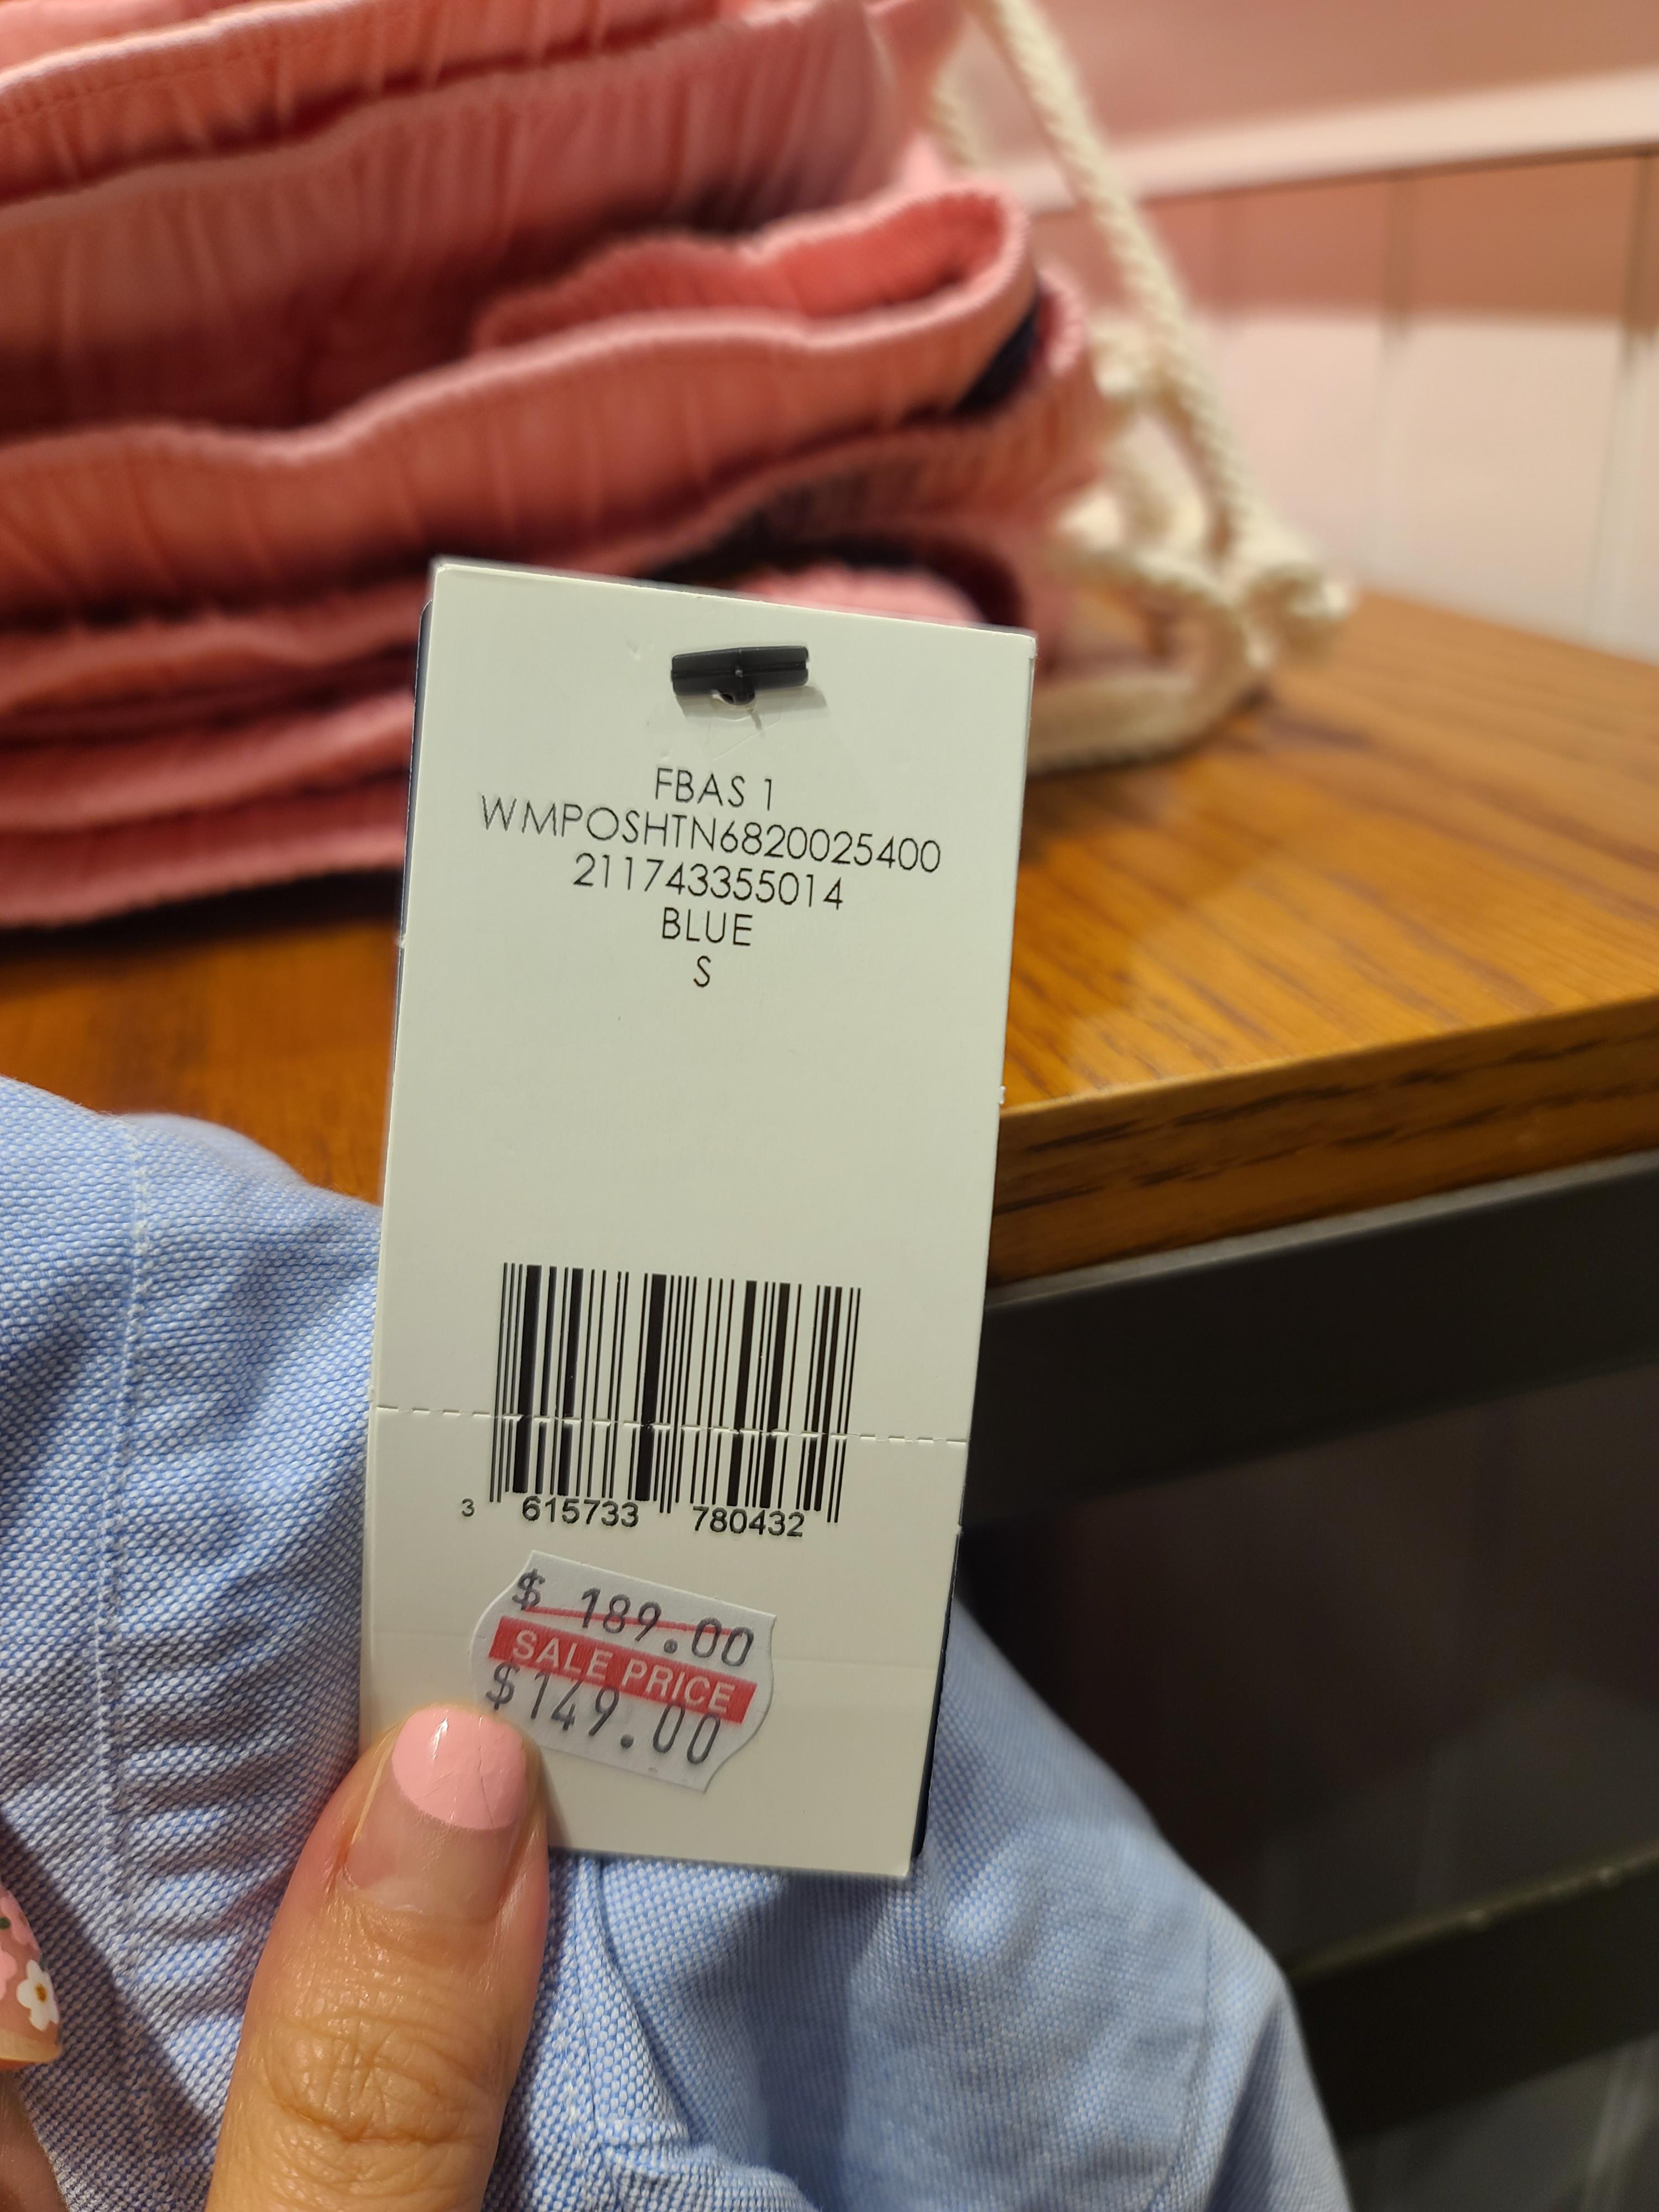 FBAS 1
WMPOSHTN6820025400
211743355014
BLUE
S
3 615733 780432
$ 189.00
SALE PRICE
$149.00